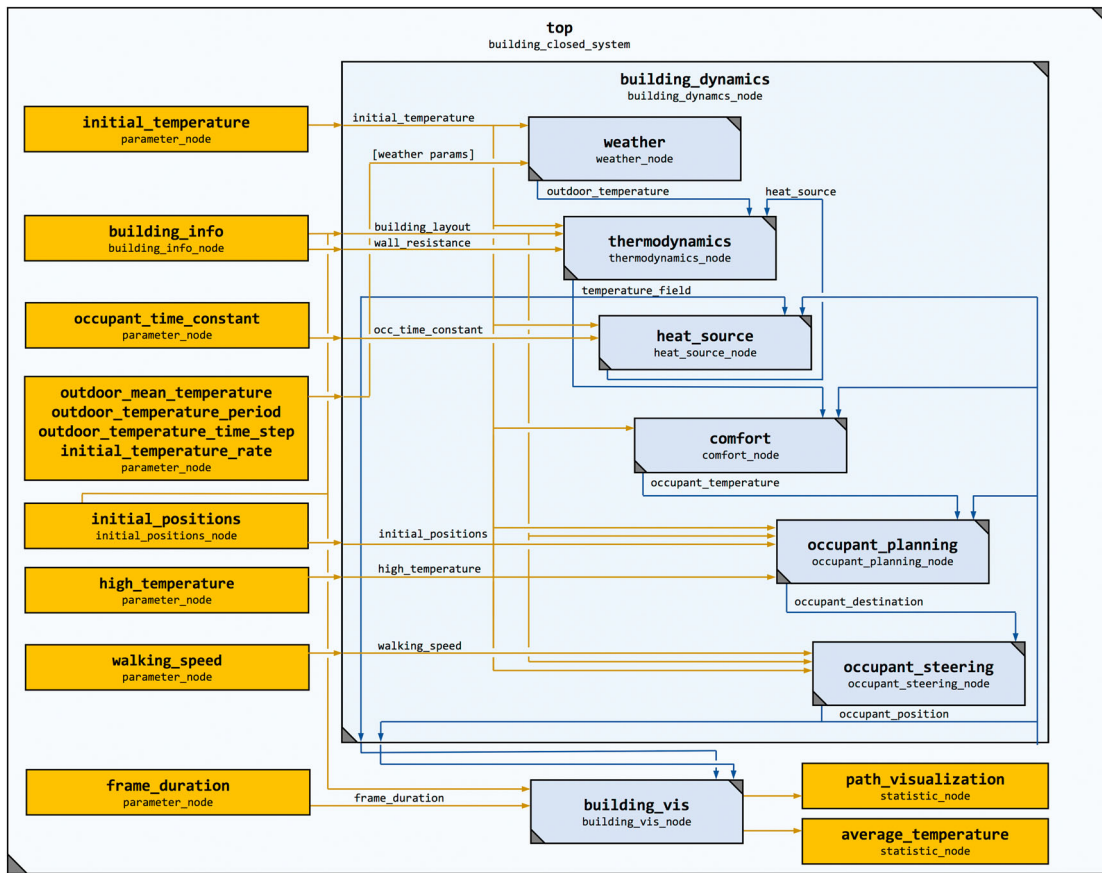 top
building_closed_system
building_dynamics
building_dynamcs_node
initial_temperature
parameter_node
initial_temperature
weather
weather_node
[weather params]
outdoor_temperature
heat_source
building_info
building_info_node
building_layout
wall_resistance
thermodynamics
thermodynamics_node
temperature_field
occupant_time_constant
parameter_node
occ_time_constant
heat_source
heat_source_node
outdoor_mean_temperature
outdoor_temperature_period
outdoor_temperature_time_step
initial_temperature_rate
parameter_node
comfort
comfort_node
occupant_temperature
initial_positions
initial_positions_node
initial_positions
occupant_planning
occupant_planning_node
high_temperature
parameter_node
high_temperature
occupant_destination
walking_speed
parameter_node
walking_speed
occupant_steering
occupant_steering_node
occupant_position
frame_duration
parameter_node
frame_duration
building_vis
building_vis_node
path_visualization
statistic_node
average_temperature
statistic_node